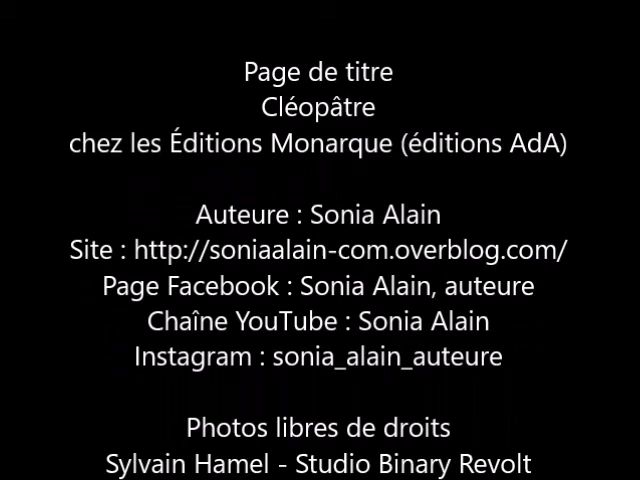 Page de titre
Cléopâtre
chez les Éditions Monarque (éditions AdA)
Auteure : Sonia Alain
Site : http://soniaalain-com.overblog.com/
Page Facebook : Sonia Alain, auteure
Chaîne YouTube : Sonia Alain
Instagram : sonia_alain_auteure
Photos libres de droits
Sylvain Hamel - Studio Binary Revolt